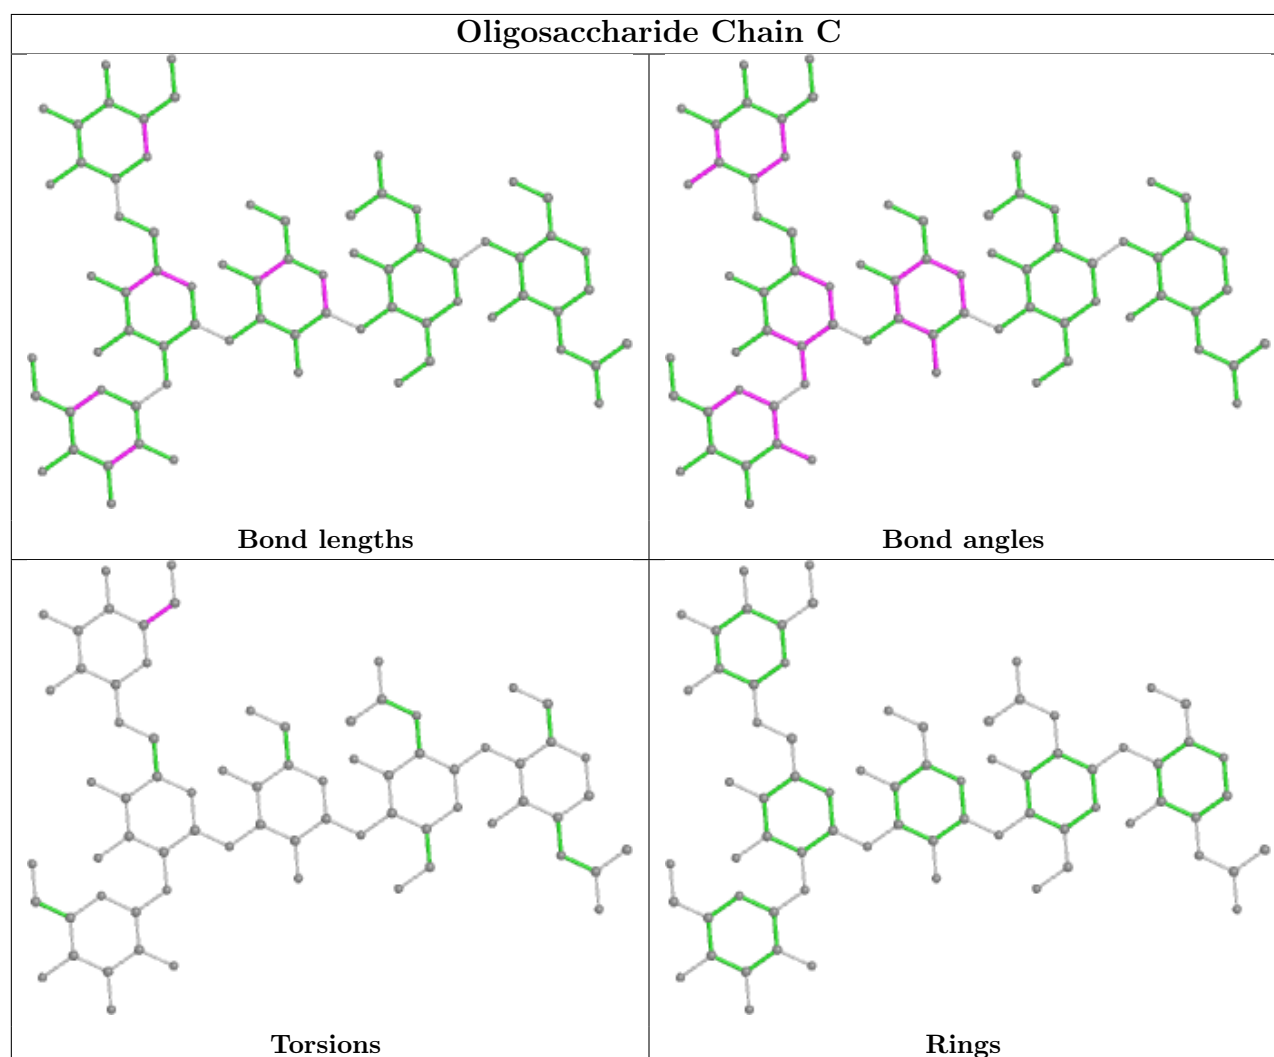 Oligosaccharide Chain C
Bond lengths
Bond angles
Torsions
Rings